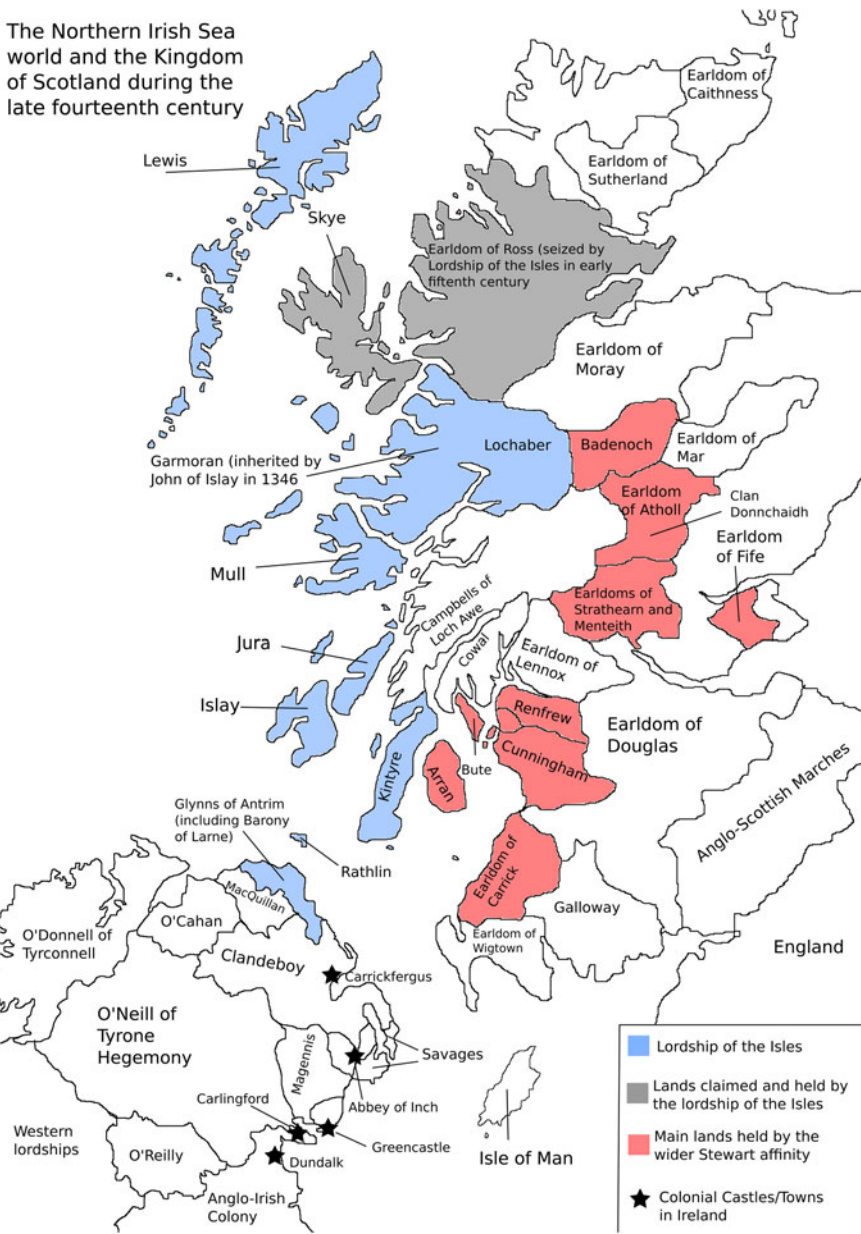 The Northern Irish Sea
world and the Kingdom
of Scotland during the
late fourteenth century
Earldom of
Caithness
Lewis
Earldom of
Sutherland
Skye
Earldom of Ross (seized by
Lordship of the Isles in early
fifteenth century
Earldom of
Moray
Lochaber
Badenoch
Earldom of
Mar
Garmoran (inherited by
John of Islay in 1346
Earldom
of Atholl
Clan
Donnchaidh
Earldom
of Fife
Mull
Campbells of
Loch Awe
Earldoms of
Strathearn and
Menteith
Jura
Cowal
Earldom of
Lennox
Islay
Renfrew
Earldom of
Douglas
Kintyre
Bute
Cunningham
Arran
Anglo-Scottish Marches
Glynns of Antrim
(including Barony
of Larne)
Rathlin
Earldom of
Carrick
MacQuillan
O'Cahan
Galloway
O'Donnell of
Tyrconnell
Earldom of
Wigtown
England
Clandeboy
Carrickfergus
O'Neill of
Tyrone
Hegemony
Magennis
Savages
Abbey of Inch
Carlingford
Greencastle
Western
lordships
O'Reilly
Dundalk
Isle of Man
Anglo-Irish
Colony
Lordship of the Isles
Lands claimed and held by
the lordship of the Isles
Main lands held by the
wider Stewart affinity
Colonial Castles/Towns
in Ireland